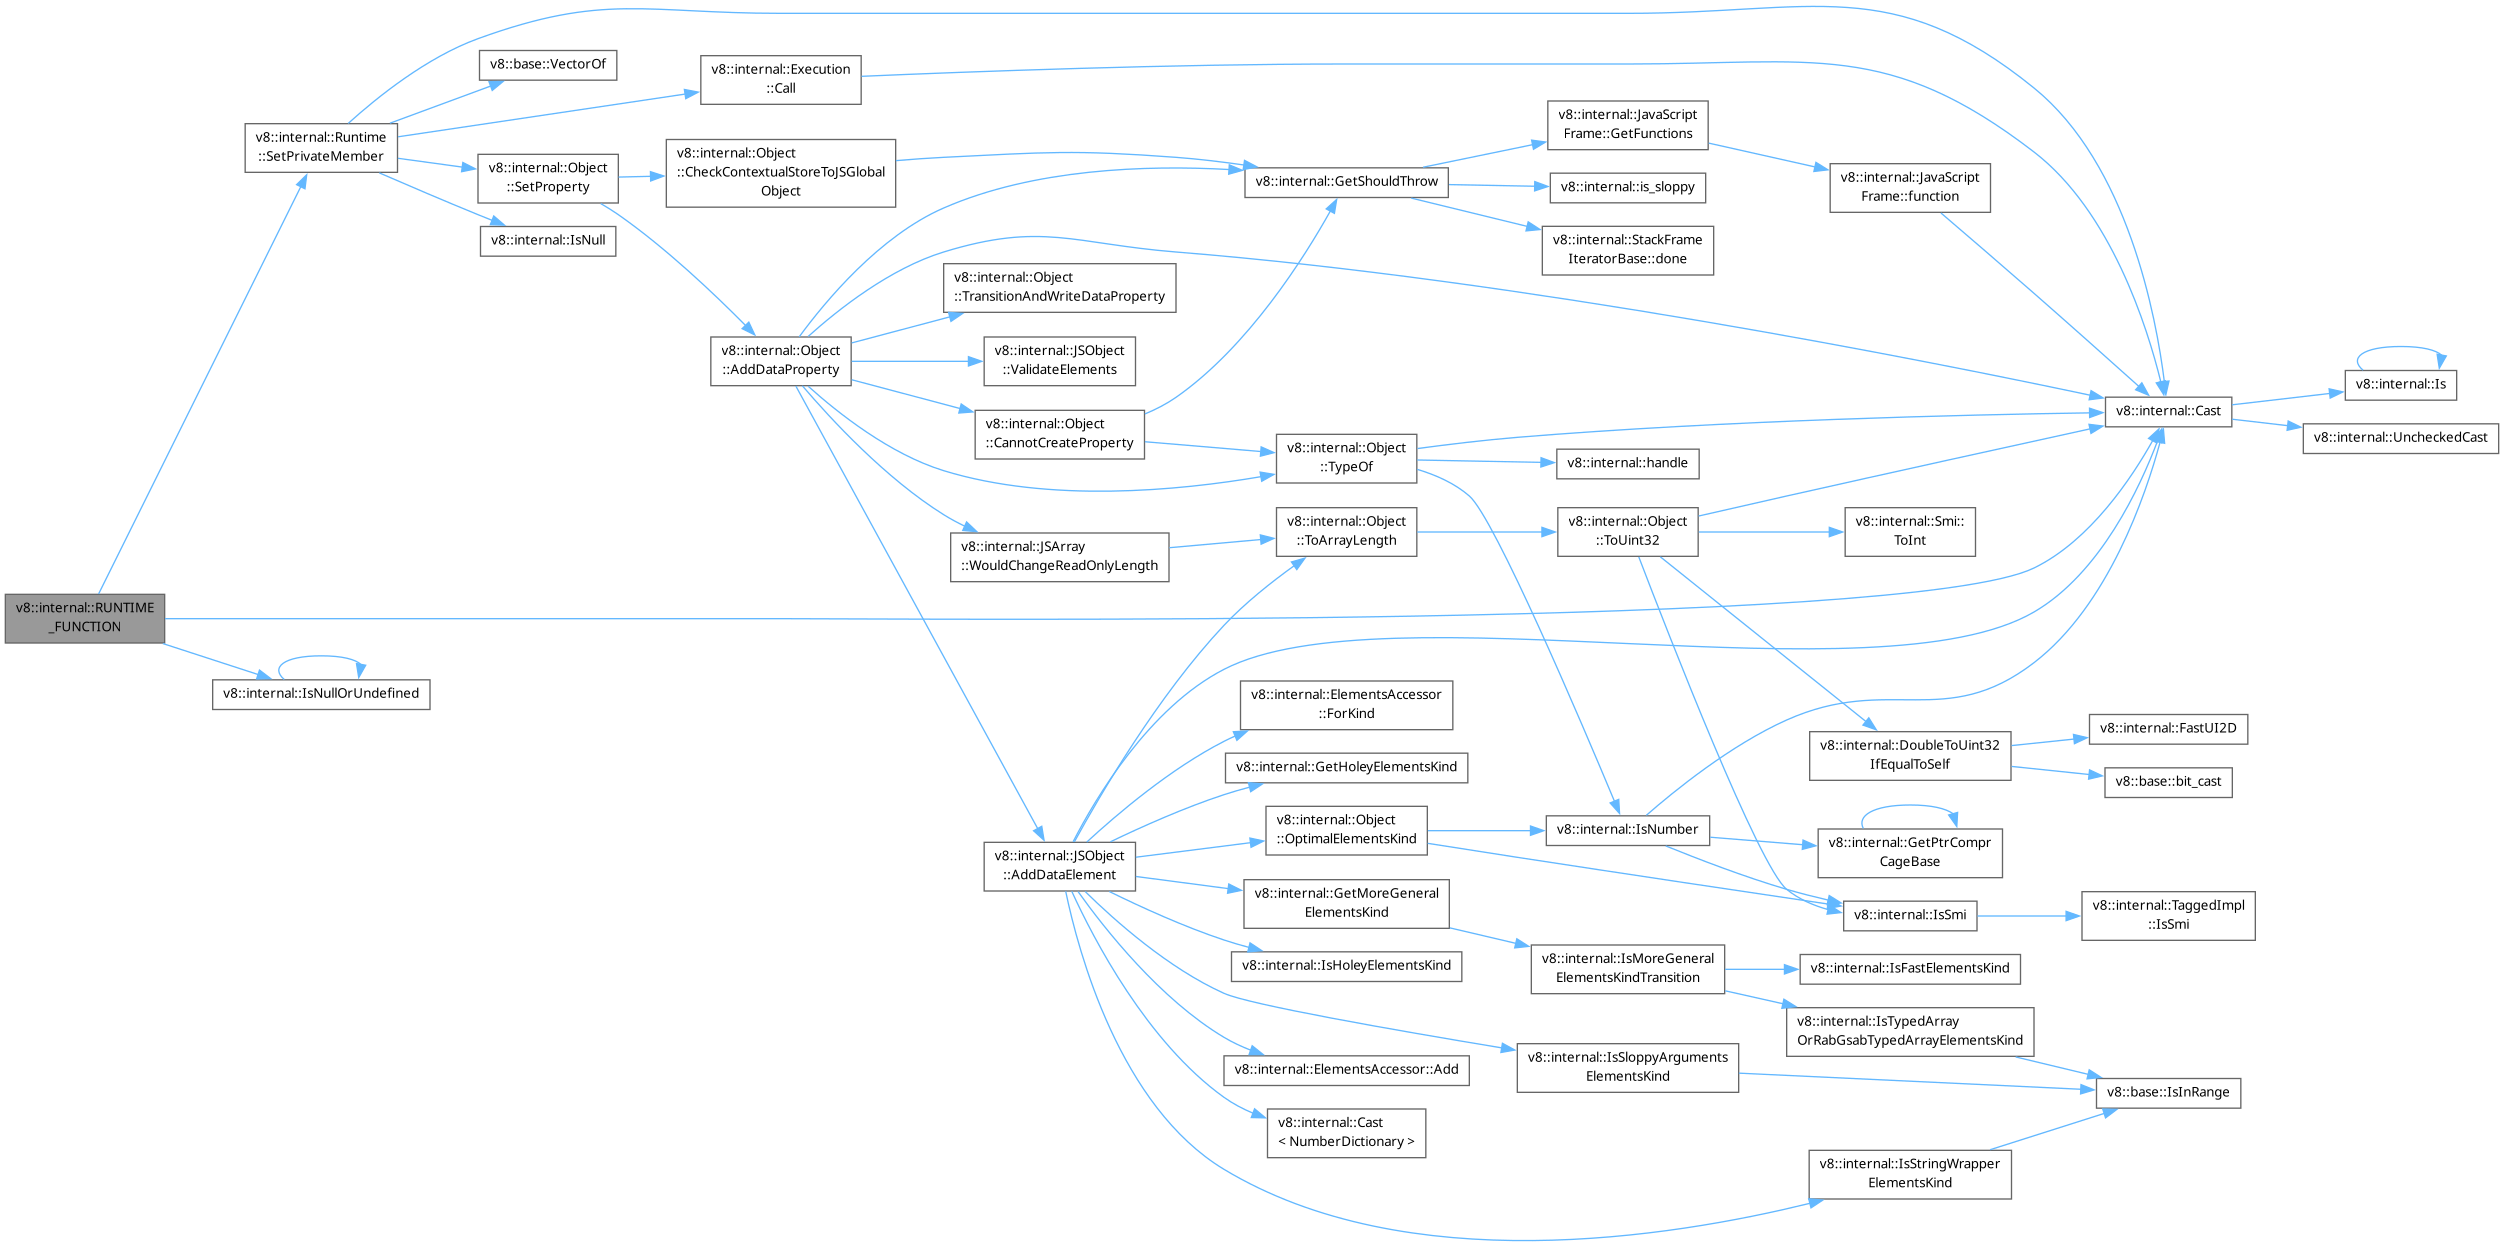 v8::internal::RUNTIME
_FUNCTION
v8::internal::Runtime
::SetPrivateMember
v8::internal::IsNullOrUndefined
v8::base::VectorOf
v8::internal::Object
::SetProperty
v8::internal::IsNull
v8::internal::Execution
::Call
v8::internal::Object
::CheckContextualStoreToJSGlobal
Object
v8::internal::Object
::AddDataProperty
v8::internal::Object
::TransitionAndWriteDataProperty
v8::internal::JSObject
::ValidateElements
v8::internal::Object
::CannotCreateProperty
v8::internal::JSArray
::WouldChangeReadOnlyLength
v8::internal::JSObject
::AddDataElement
v8::internal::GetShouldThrow
v8::internal::Object
::TypeOf
v8::internal::Object
::ToArrayLength
v8::internal::ElementsAccessor
::ForKind
v8::internal::GetHoleyElementsKind
v8::internal::Object
::OptimalElementsKind
v8::internal::GetMoreGeneral
ElementsKind
v8::internal::IsHoleyElementsKind
v8::internal::ElementsAccessor::Add
v8::internal::Cast
< NumberDictionary >
v8::internal::JavaScript
Frame::GetFunctions
v8::internal::is_sloppy
v8::internal::StackFrame
IteratorBase::done
v8::internal::handle
v8::internal::Object
::ToUint32
v8::internal::IsNumber
v8::internal::IsMoreGeneral
ElementsKindTransition
v8::internal::IsSloppyArguments
ElementsKind
v8::internal::JavaScript
Frame::function
v8::internal::Smi::
ToInt
v8::internal::DoubleToUint32
IfEqualToSelf
v8::internal::GetPtrCompr
CageBase
v8::internal::IsSmi
v8::internal::IsFastElementsKind
v8::internal::IsTypedArray
OrRabGsabTypedArrayElementsKind
v8::internal::IsStringWrapper
ElementsKind
v8::internal::Cast
v8::internal::FastUI2D
v8::base::bit_cast
v8::internal::TaggedImpl
::IsSmi
v8::base::IsInRange
v8::internal::Is
v8::internal::UncheckedCast